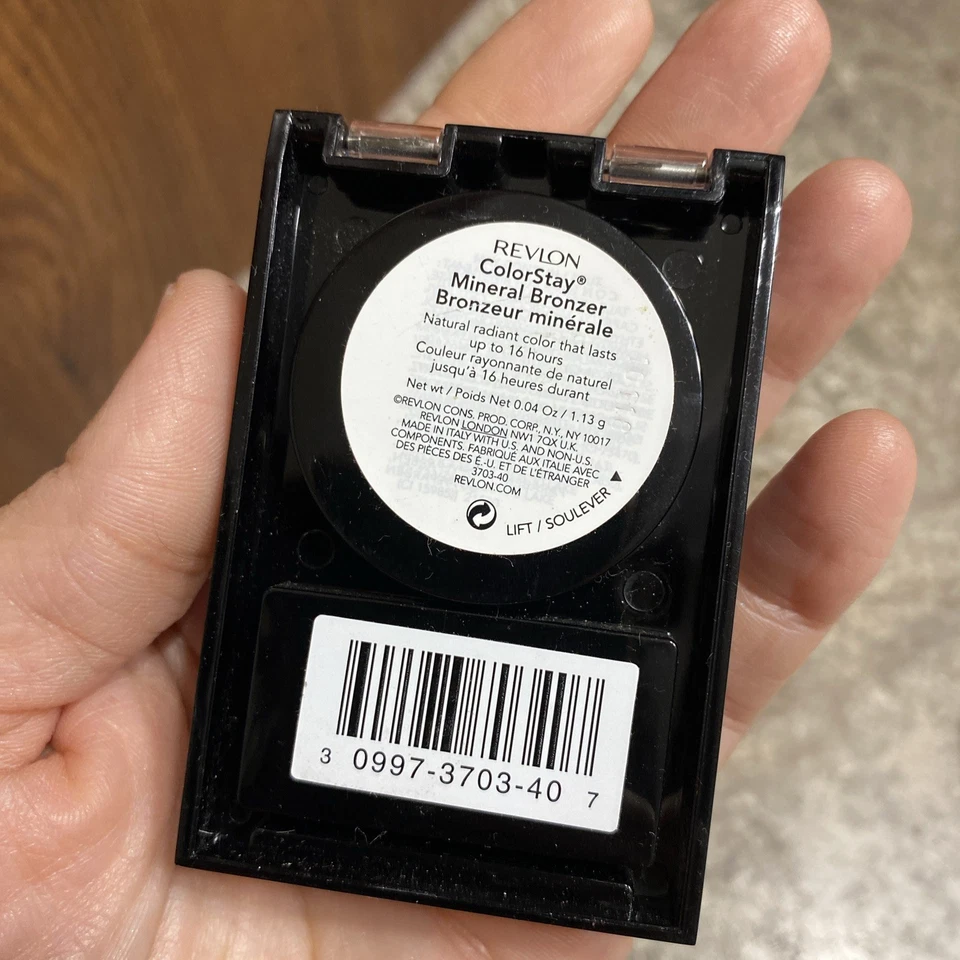 REVLON
ColorStay®
Mineral Bronzer
Bronzeur minérale
Natural radiant color that lasts
up to 16 hours
Couleur rayonnante de naturel
jusqu'à 16 heures durant
Net wt / Poids Net 0.04 Oz / 1.13 g
©REVLON CONS. PROD. CORP. N.Y., NY 10017
REVLON LONDON NW1 7QX U.K.
MADE IN ITALY WITH U.S. AND NON-U.S.
COMPONENTS. FABRIQUÉ AUX ITALIE AVEC
DES PIÈCES DES É.-U. ET DE L'ÉTRANGER
3703-40
REVLON.COM
LIFT / SOULEVER ▲
3 0997-3703-40 7